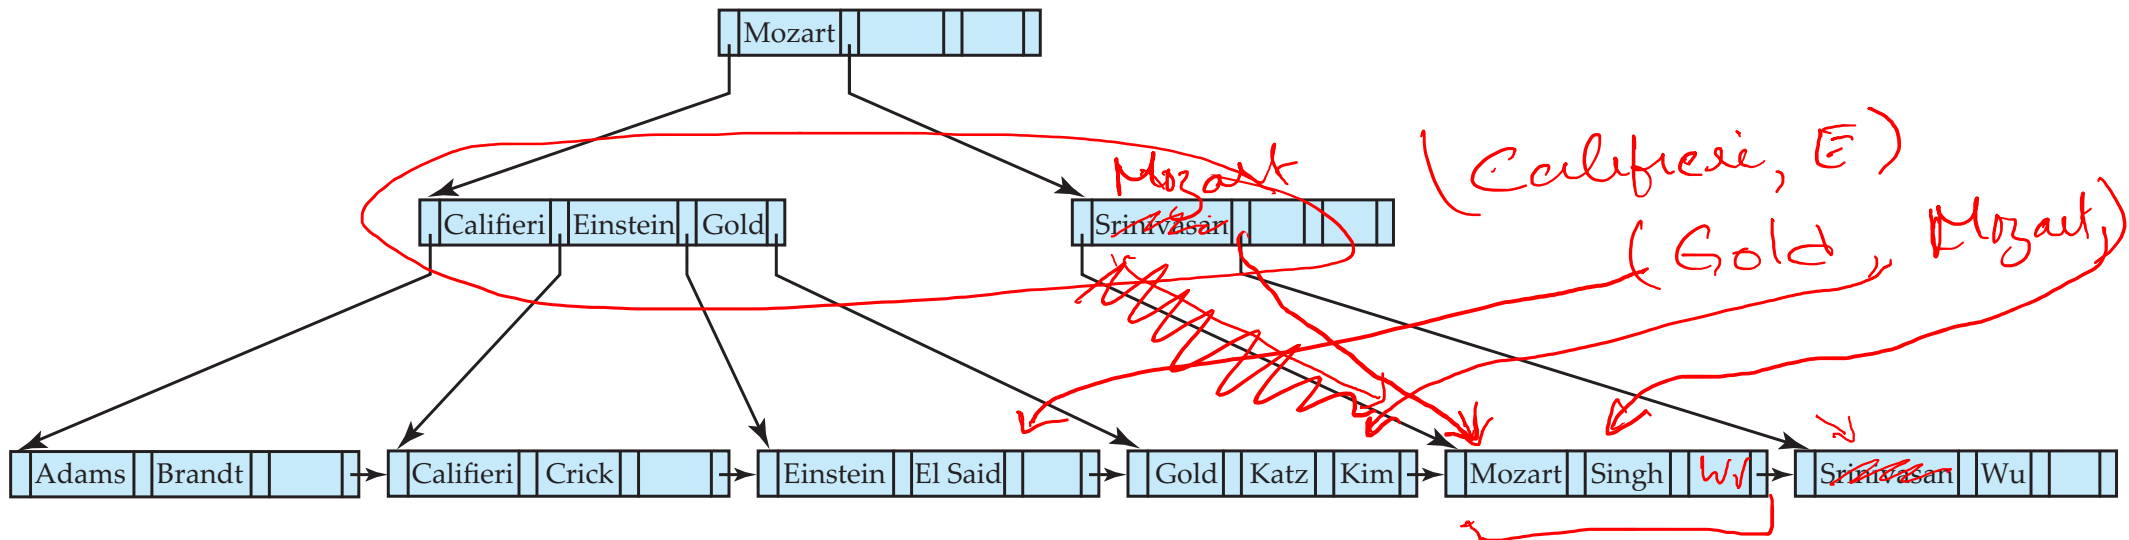 Mozart
(Califieri, E)
Mozart
Califieri Einstein Gold Srinivasan
(Gold, Mozart,)
Adams Brandt Califieri Crick Einstein El Said Gold Katz Kim Mozart Singh Wu Srinivasan Wu